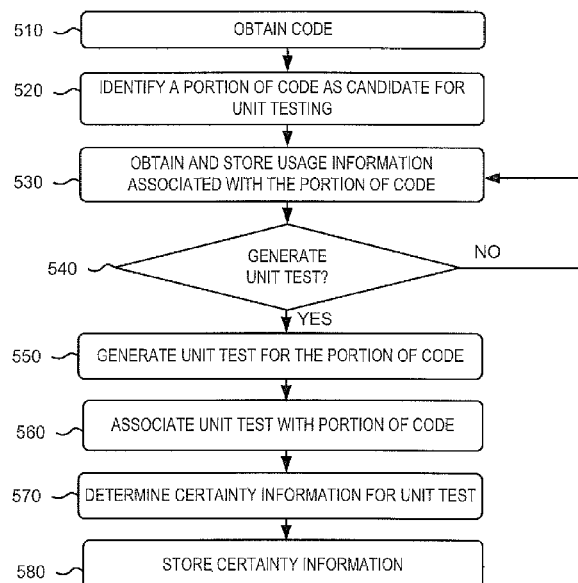 510
OBTAIN CODE
520
IDENTIFY A PORTION OF CODE AS CANDIDATE FOR
UNIT TESTING
530
OBTAIN AND STORE USAGE INFORMATION
ASSOCIATED WITH THE PORTION OF CODE
540
GENERATE
UNIT TEST?
NO
YES
550
GENERATE UNIT TEST FOR THE PORTION OF CODE
560
ASSOCIATE UNIT TEST WITH PORTION OF CODE
570
DETERMINE CERTAINTY INFORMATION FOR UNIT TEST
580
STORE CERTAINTY INFORMATION